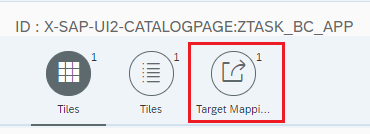 ID : X-SAP-UI2-CATALOGPAGE:ZTASK_BC_APP
1 1 1
Tiles Tiles Target Mappi...